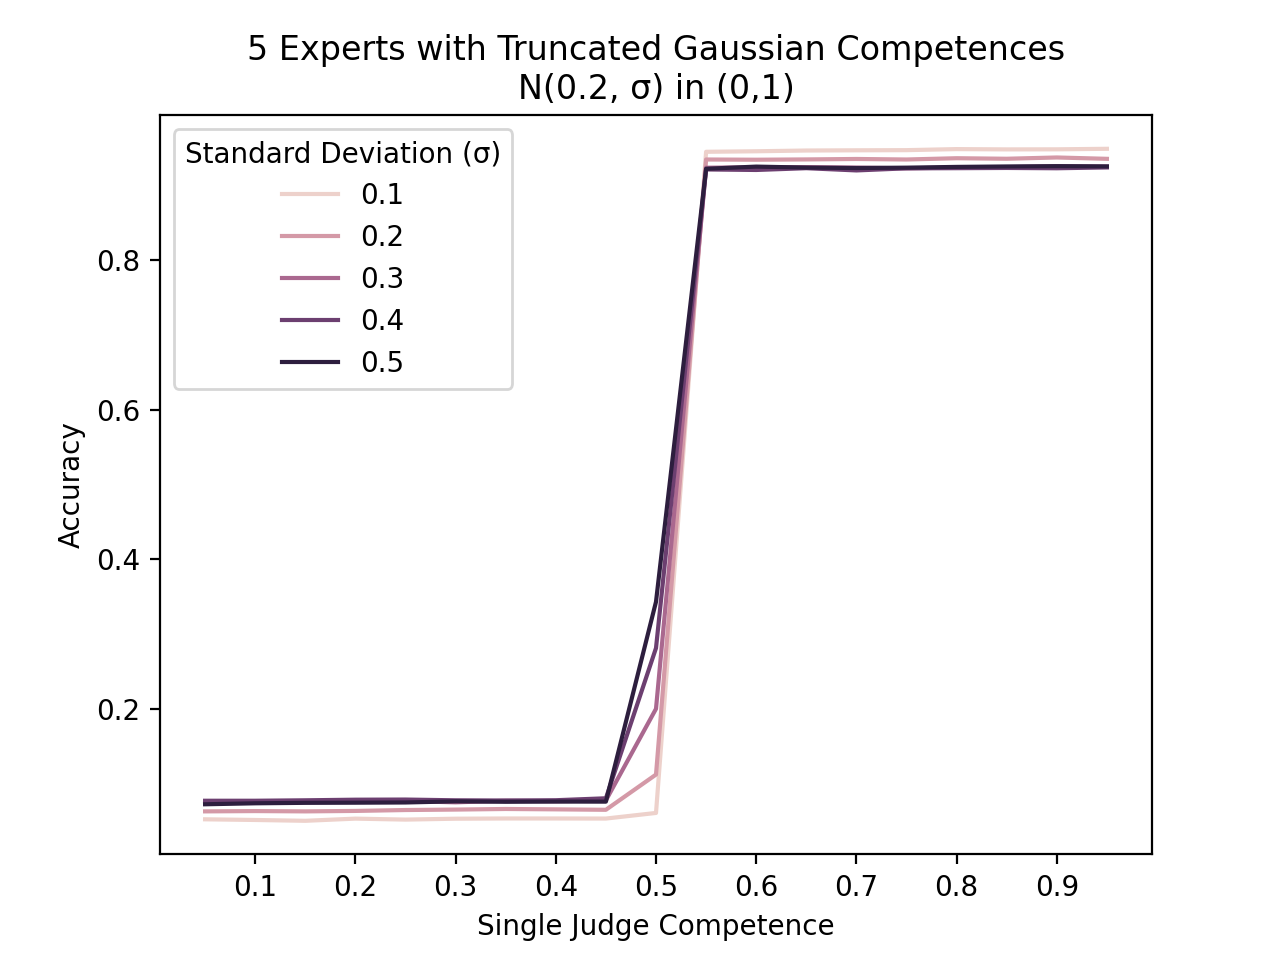 5 Experts with Truncated Gaussian Competences
N(0.2, σ) in (0,1)
Standard Deviation (σ)
0.1
0.2
0.3
0.4
0.5
Accuracy
0.8
0.6
0.4
0.2
0.1 0.2 0.3 0.4 0.5 0.6 0.7 0.8 0.9
Single Judge Competence